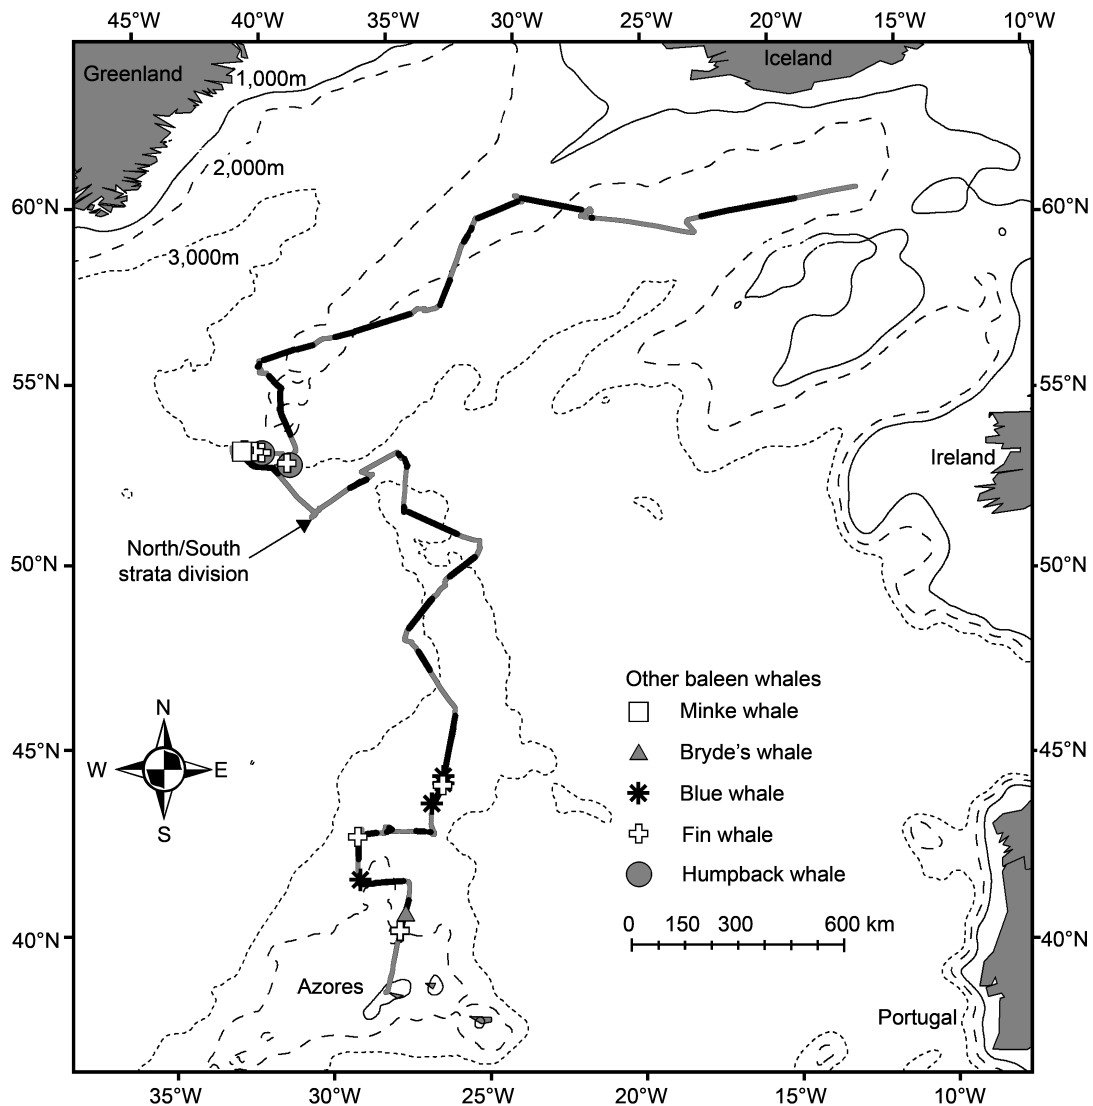 45°W 40°W 35°W 30°W 25°W 20°W 15°W 10°W
Greenland
Iceland
1,000m
2,000m
3,000m
60°N 60°N
55°N 55°N
Ireland
North/South
strata division
50°N 50°N
Other baleen whales
Minke whale
Bryde's whale
Blue whale
Fin whale
Humpback whale
N
W E
S
45°N 45°N
0 150 300 600 km
40°N 40°N
Azores
Portugal
35°W 30°W 25°W 20°W 15°W 10°W